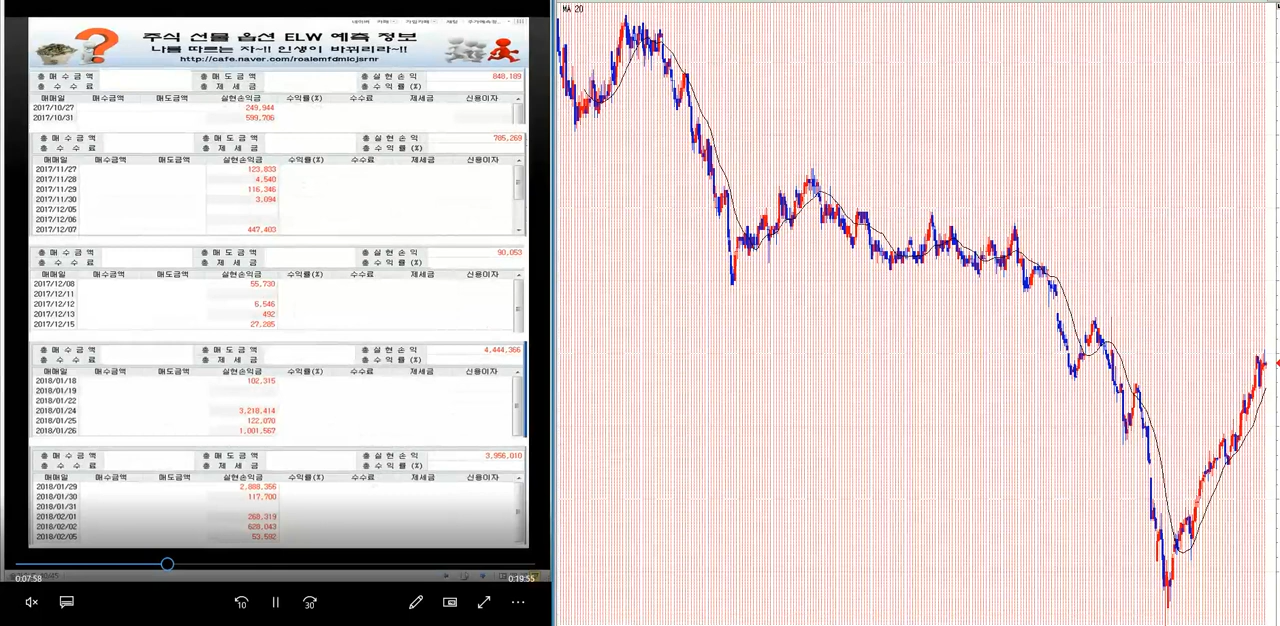 주식 선물 옵션 ELW 예측 정보
나를 따르는 자~!! 인생이 바뀌리라~!!
http://cafe.naver.com/roalemfdmlcjsrnr
총 매 수 금 액 총 매 도 금 액 총 실 현 손 익 848,189
총 수 수 료 총 제 세 금 총 수 익 률 (%)
매매일 매수금액 매도금액 실현손익금 수익률(%) 수수료 제세금 신용이자
2017/10/27 249,944
2017/10/31 599,706
총 매 수 금 액 총 매 도 금 액 총 실 현 손 익 705,269
총 수 수 료 총 제 세 금 총 수 익 률 (%)
매매일 매수금액 매도금액 실현손익금 수익률(%) 수수료 제세금 신용이자
2017/11/27 123,833
2017/11/28 4,540
2017/11/29 116,346
2017/11/30 3,094
2017/12/05
2017/12/06
2017/12/07 447,403
총 매 수 금 액 총 매 도 금 액 총 실 현 손 익 90,053
총 수 수 료 총 제 세 금 총 수 익 률 (%)
매매일 매수금액 매도금액 실현손익금 수익률(%) 수수료 제세금 신용이자
2017/12/08 55,730
2017/12/11
2017/12/12 6,546
2017/12/13 492
2017/12/15 27,285
총 매 수 금 액 총 매 도 금 액 총 실 현 손 익 4,444,366
총 수 수 료 총 제 세 금 총 수 익 률 (%)
매매일 매수금액 매도금액 실현손익금 수익률(%) 수수료 제세금 신용이자
2018/01/18 102,315
2018/01/19
2018/01/22
2018/01/24 3,218,414
2018/01/25 122,070
2018/01/26 1,001,567
총 매 수 금 액 총 매 도 금 액 총 실 현 손 익 3,956,010
총 수 수 료 총 제 세 금 총 수 익 률 (%)
매매일 매수금액 매도금액 실현손익금 수익률(%) 수수료 제세금 신용이자
2018/01/29 2,888,356
2018/01/30 117,700
2018/01/31
2018/02/01 268,319
2018/02/02 628,043
2018/02/05 53,592
0:07:58 0:19:55
10 30
MA 20